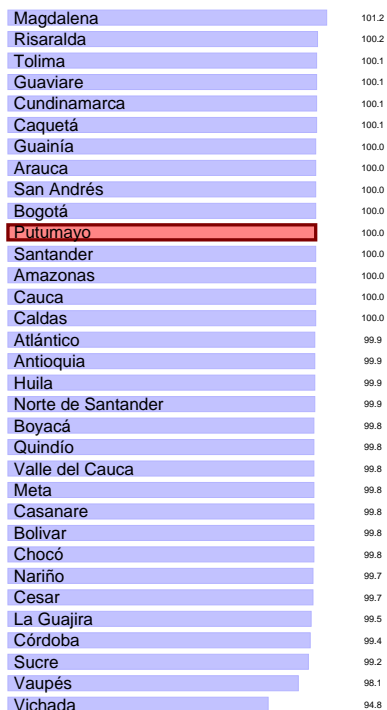 Magdalena 101.2
Risaralda 100.2
Tolima 100.1
Guaviare 100.1
Cundinamarca 100.1
Caquetá 100.1
Guainía 100.0
Arauca 100.0
San Andrés 100.0
Bogotá 100.0
Putumayo 100.0
Santander 100.0
Amazonas 100.0
Cauca 100.0
Caldas 100.0
Atlántico 99.9
Antioquia 99.9
Huila 99.9
Norte de Santander 99.9
Boyacá 99.8
Quindío 99.8
Valle del Cauca 99.8
Meta 99.8
Casanare 99.8
Bolivar 99.8
Chocó 99.8
Nariño 99.7
Cesar 99.7
La Guajira 99.5
Córdoba 99.4
Sucre 99.2
Vaupés 98.1
Vichada 94.8